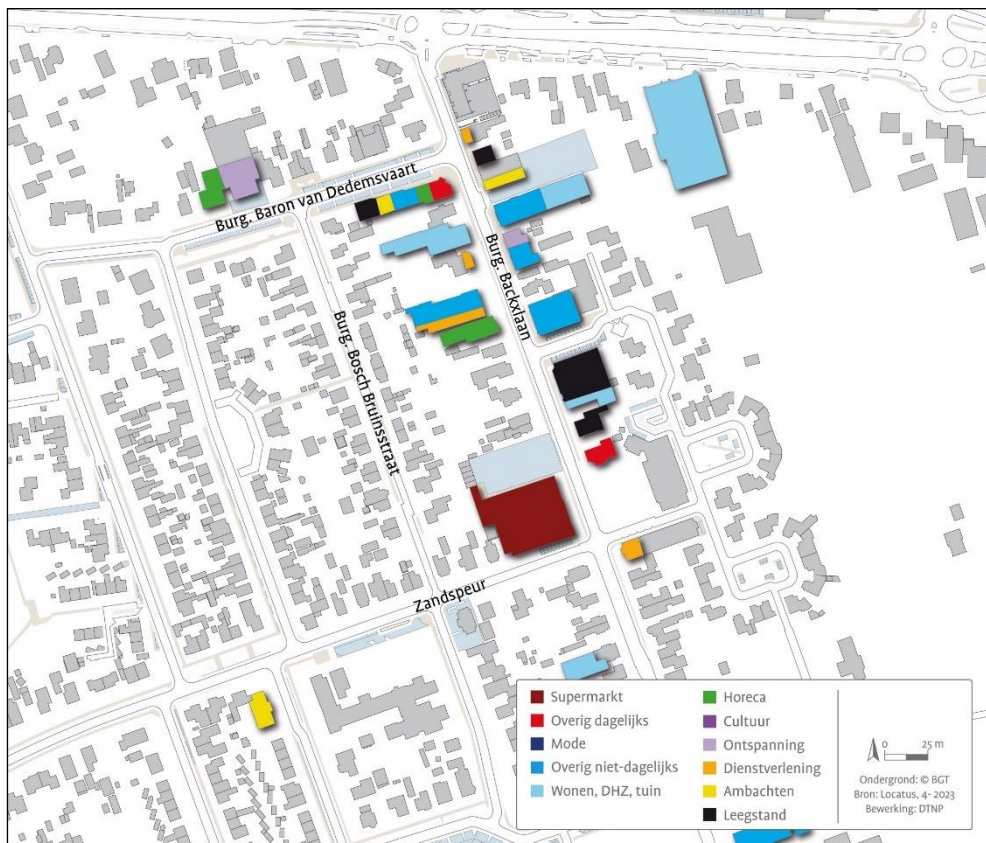 Burg. Baron van Dedemsvaart
Burg. Backxlaan
Burg. Bosch Bruinsstraat
Zandspeur
Supermarkt
Overig dagelijks
Mode
Overig niet-dagelijks
Wonen, DHZ, tuin
Horeca
Cultuur
Ontspanning
Dienstverlening
Ambachten
Leegstand
0 25 m
Ondergrond: © BGT
Bron: Locatus, 4- 2023
Bewerking: DTNP